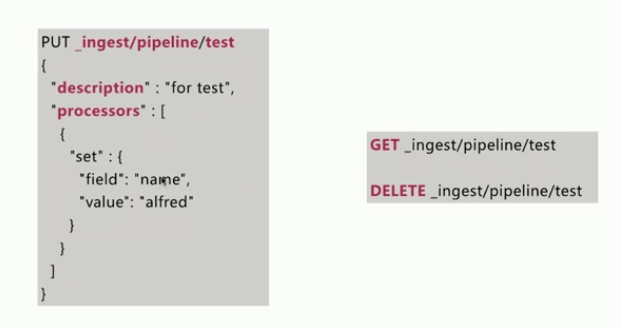 PUT _ingest/pipeline/test
{
"description" : "for test",
"processors" : [
{
"set" : {
"field": "name",
"value": "alfred"
}
}
]
}
GET _ingest/pipeline/test
DELETE _ingest/pipeline/test